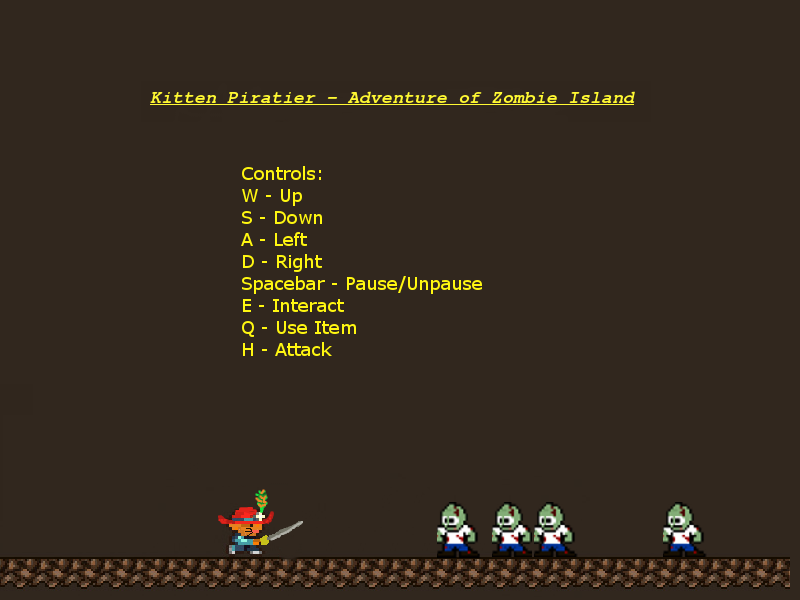 Kitten Piratier - Adventure of Zombie Island
Controls:
W - Up
S - Down
A - Left
D - Right
Spacebar - Pause/Unpause
E - Interact
Q - Use Item
H - Attack